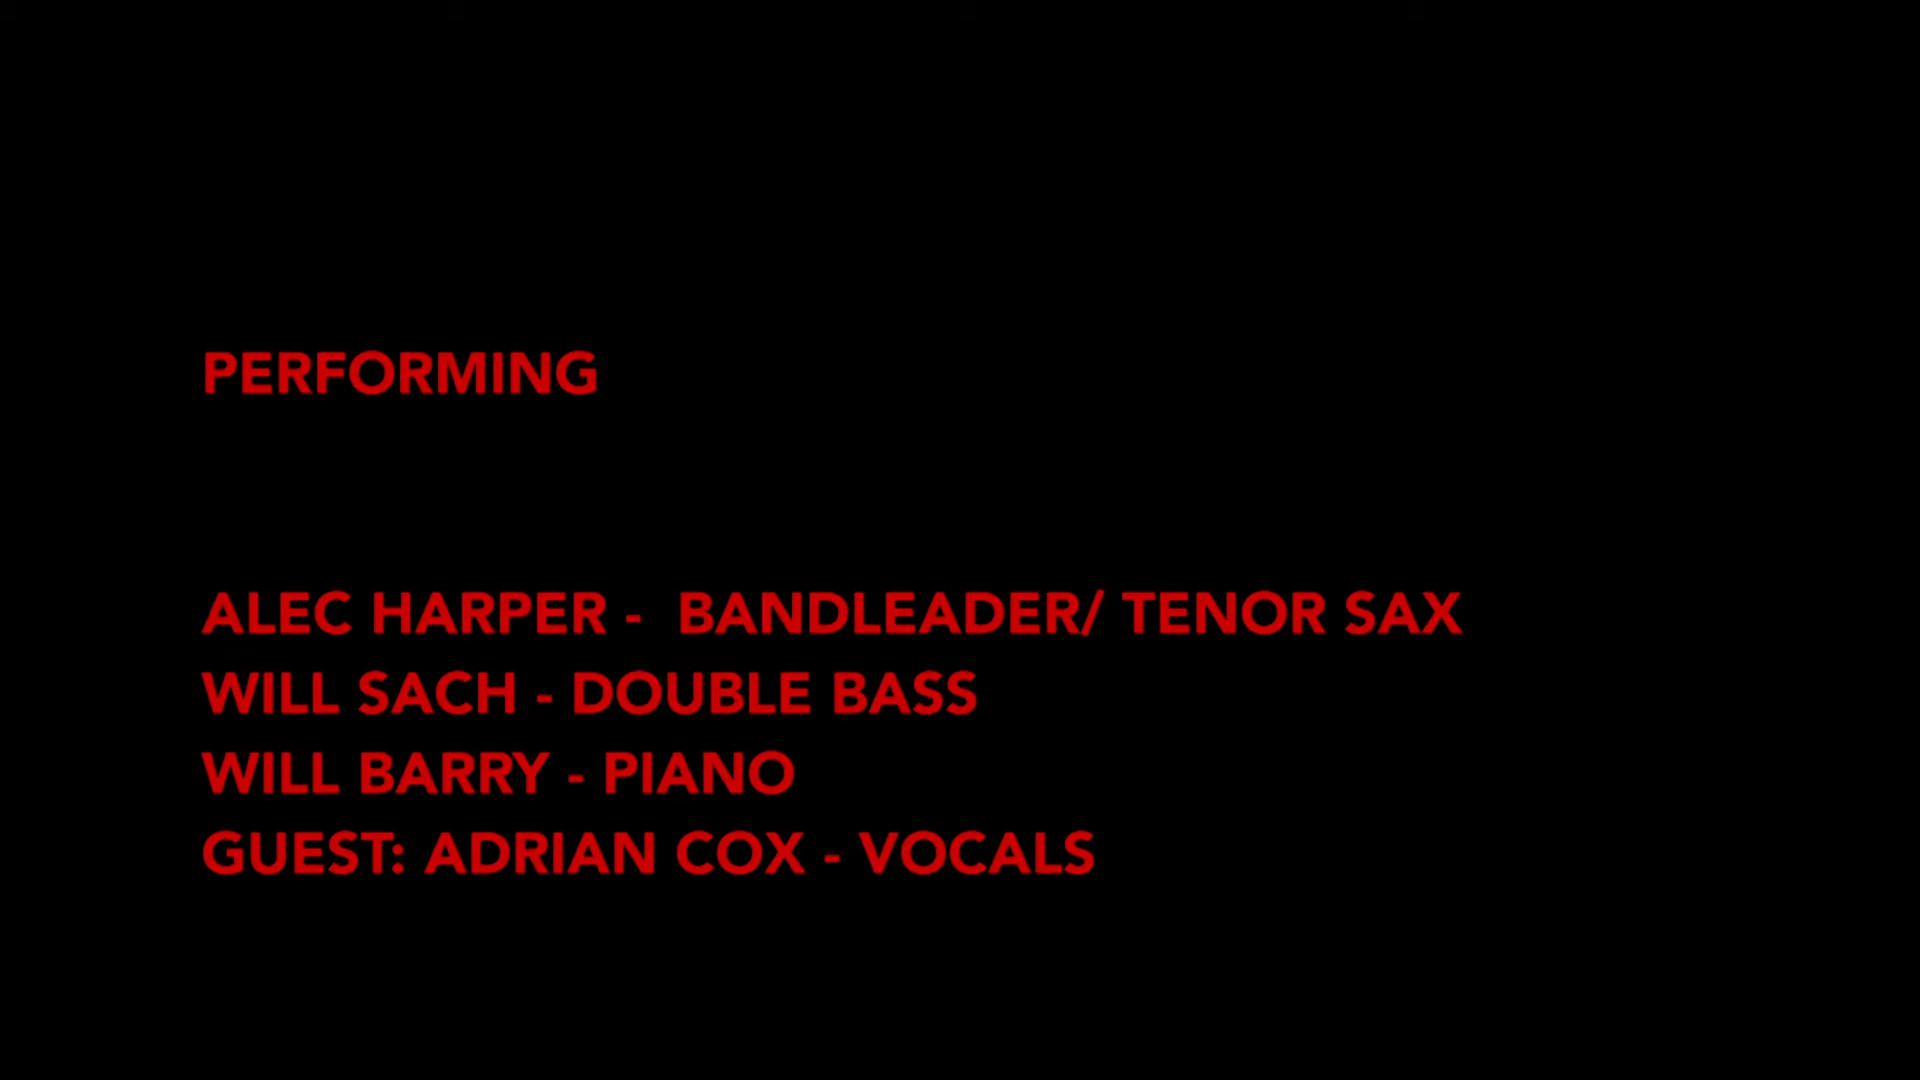 PERFORMING
ALEC HARPER -  BANDLEADER/ TENOR SAX
WILL SACH - DOUBLE BASS
WILL BARRY - PIANO
GUEST: ADRIAN COX - VOCALS